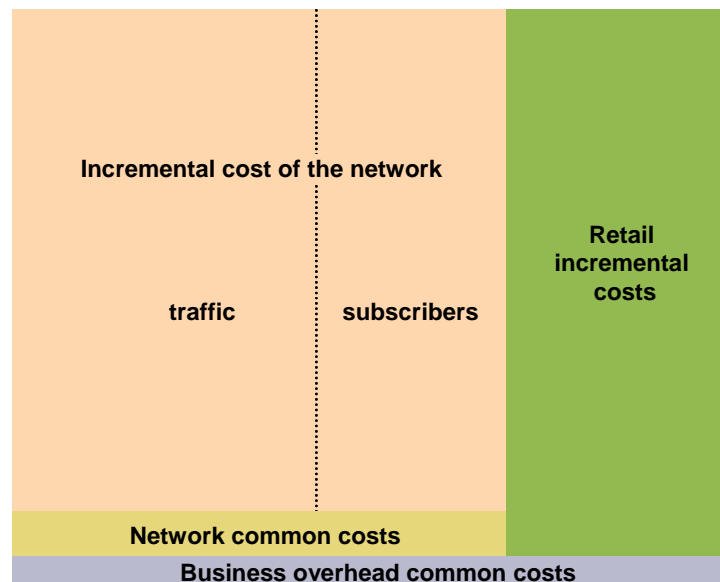 Incremental cost of the network
Retail
incremental
costs
traffic
subscribers
Network common costs
Business overhead common costs